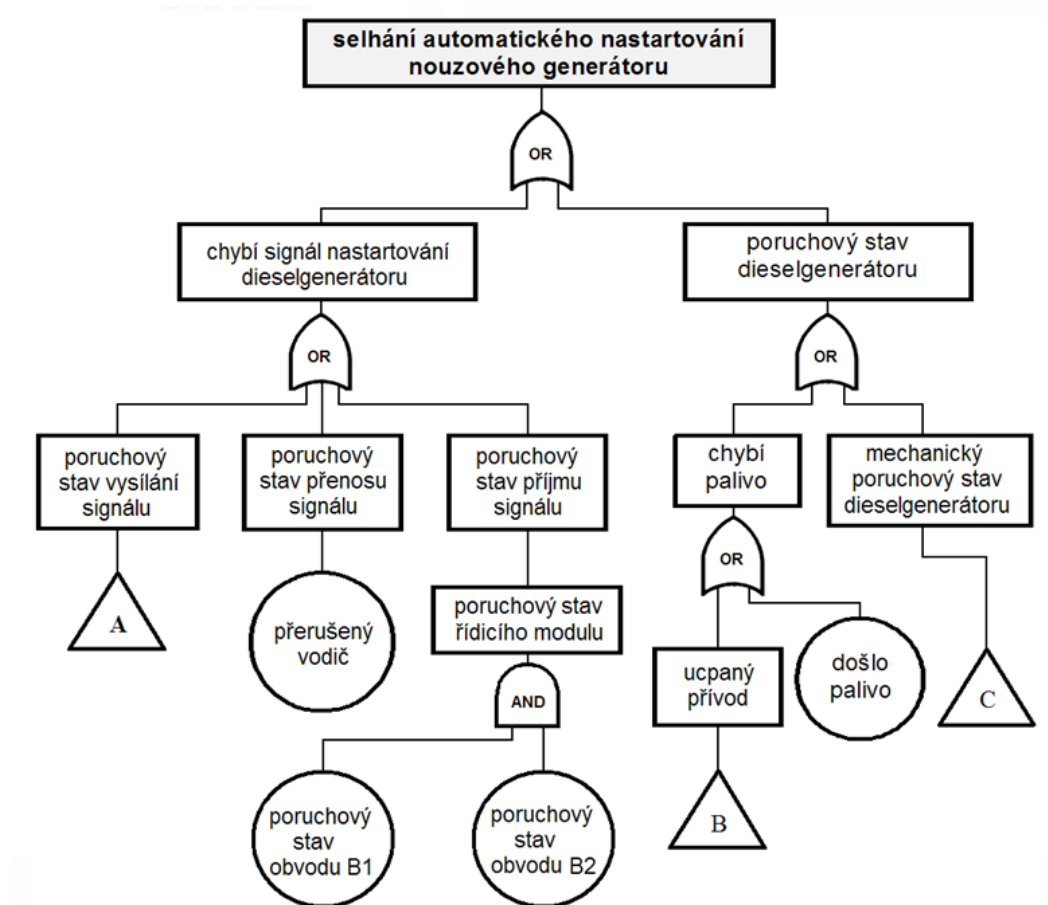 selhání automatického nastartování
nouzového generátoru
OR
chybí signál nastartování
dieselgenerátoru
poruchový stav
dieselgenerátoru
OR
OR
poruchový
stav vysílání
signálu
poruchový
stav přenosu
signálu
poruchový
stav příjmu
signálu
chybí
palivo
mechanický
poruchový stav
dieselgenerátoru
A
přerušený
vodič
poruchový stav
řídicího modulu
OR
ucpaný
přívod
došlo
palivo
C
AND
poruchový
stav
obvodu B1
poruchový
stav
obvodu B2
B